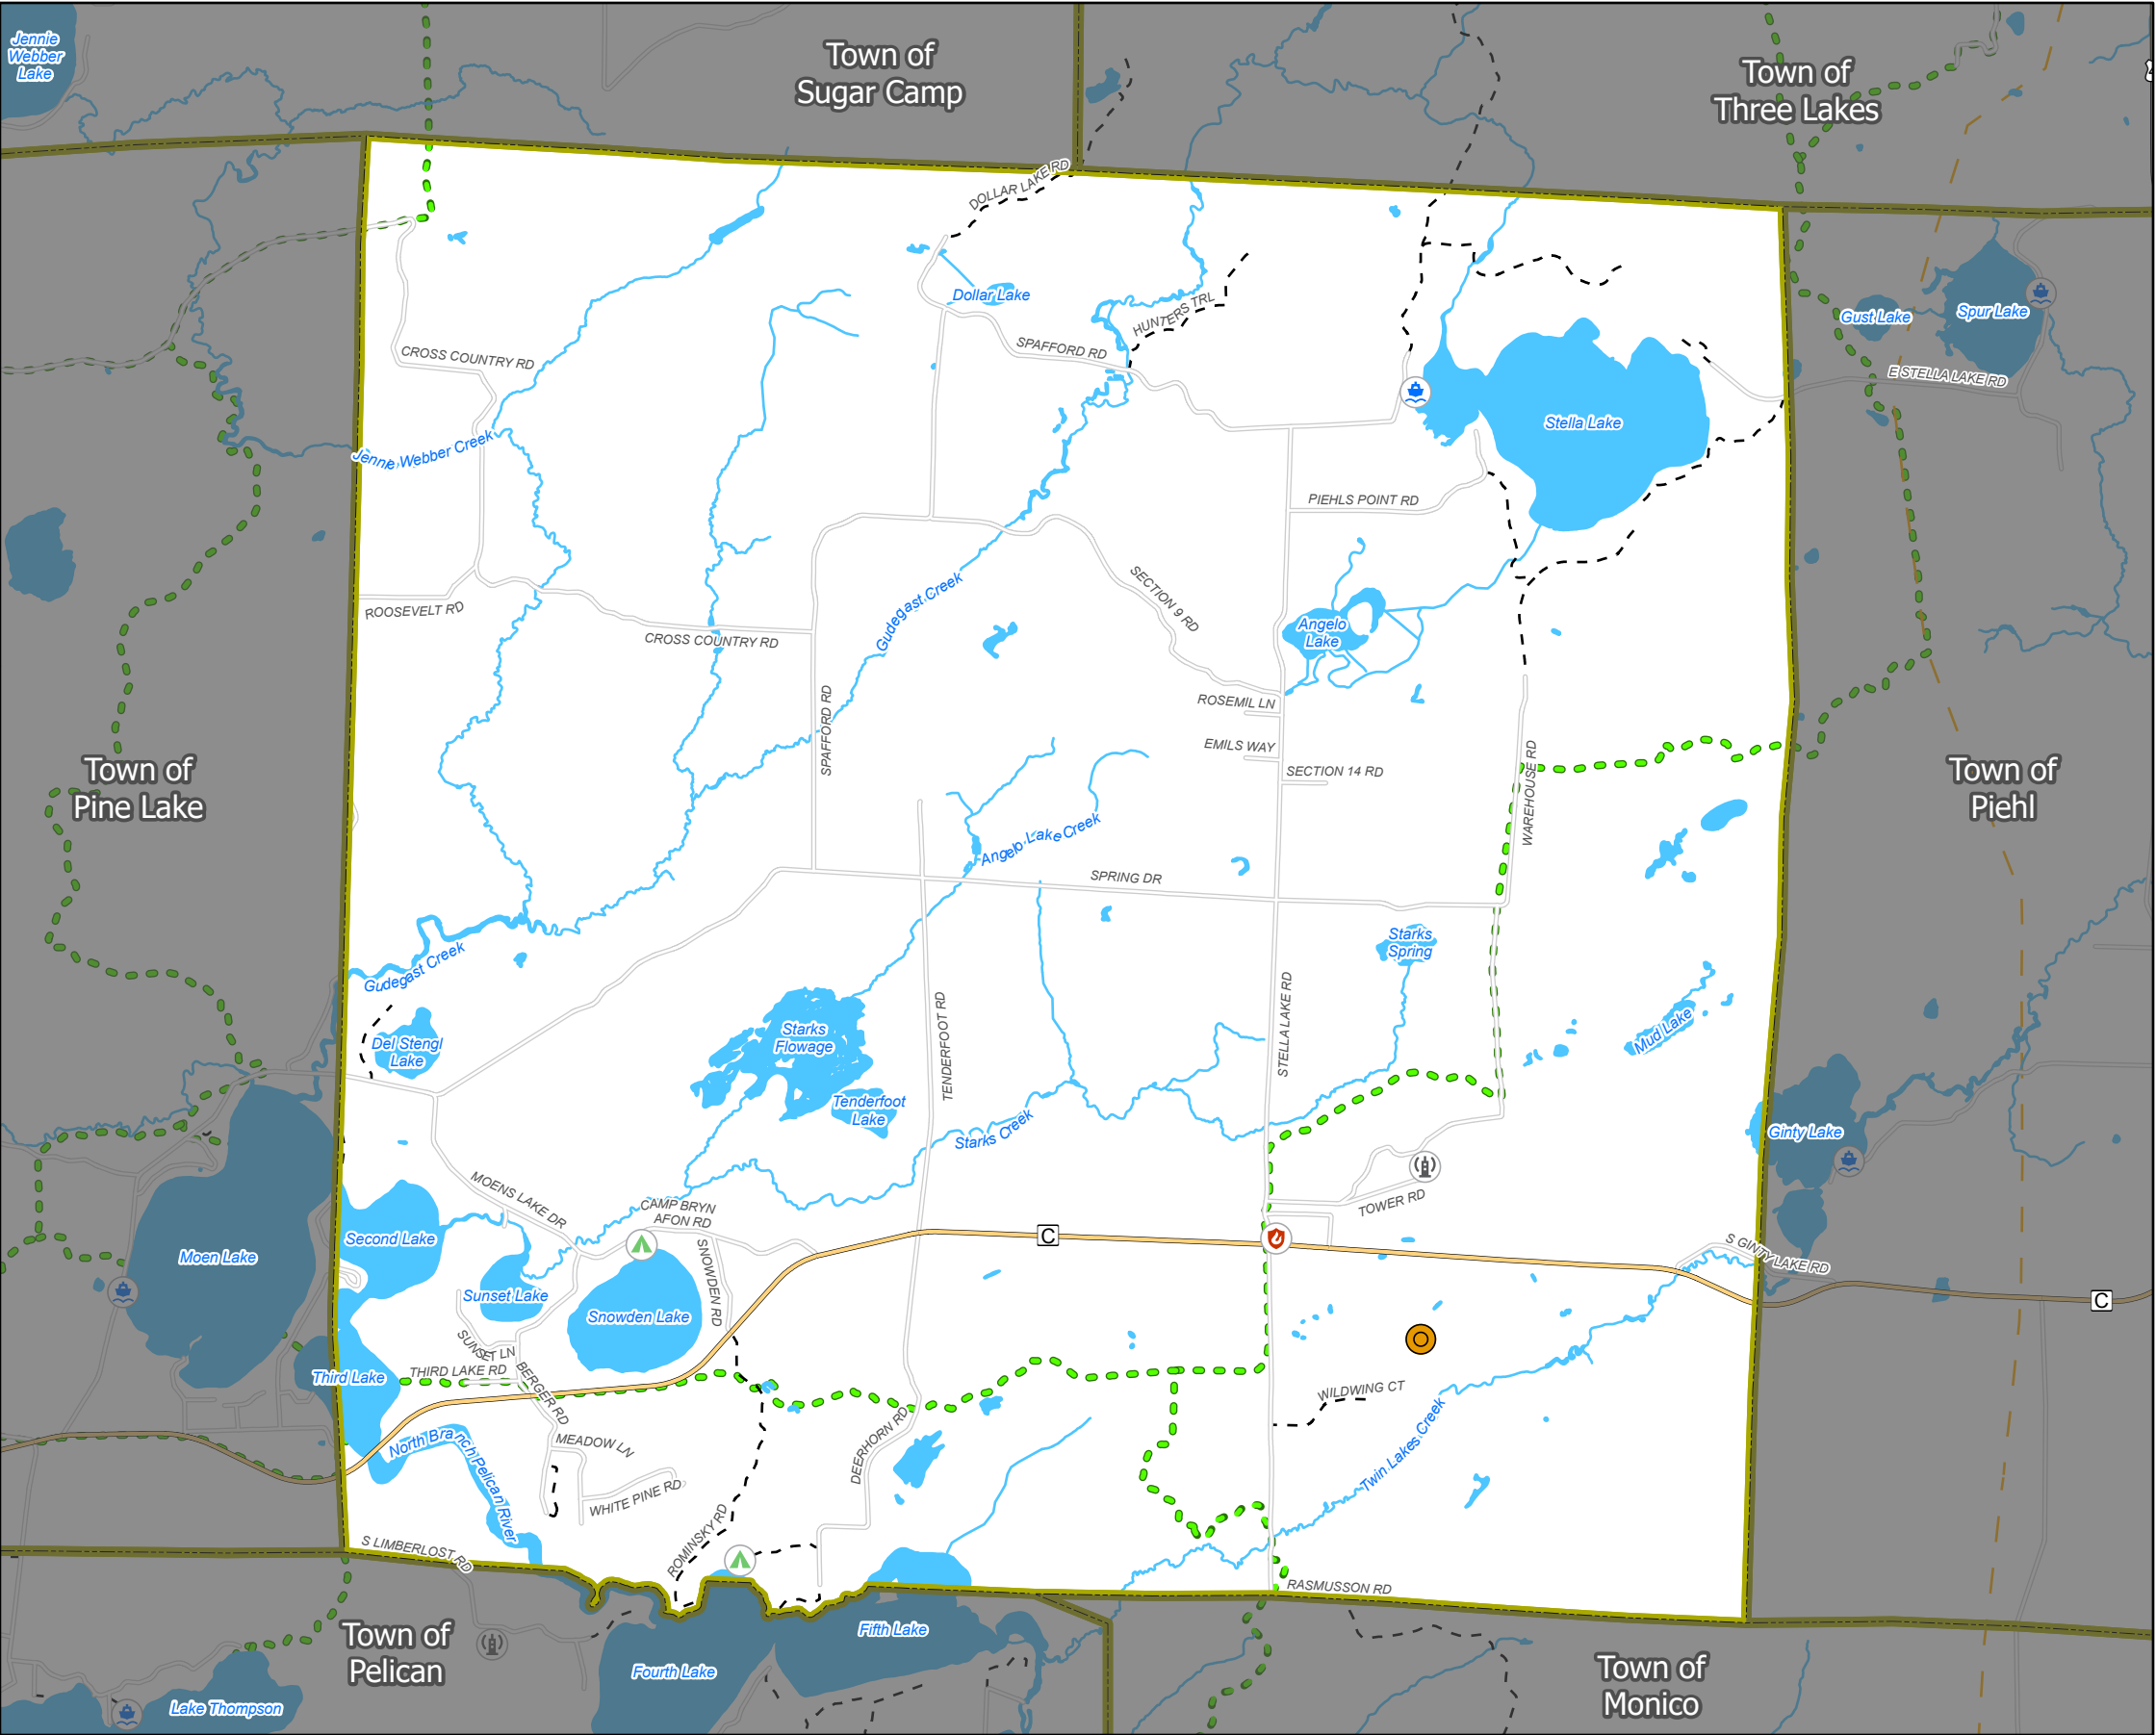 Jennie
Webber
Lake
Town of
Sugar Camp
Town of
Three Lakes
DOLLAR LAKE RD
Dollar Lake
HUNTERS TRL
SPAFFORD RD
CROSS COUNTRY RD
Gust Lake
Spur Lake
E STELLA LAKE RD
Stella Lake
Jennie Webber Creek
PIEHLS POINT RD
ROOSEVELT RD
CROSS COUNTRY RD
Gudegast Creek
SECTION 9 RD
Angelo
Lake
SPAFFORD RD
ROSEMIL LN
EMILS WAY
SECTION 14 RD
WAREHOUSE RD
Town of
Pine Lake
Town of
Piehl
Angelo Lake Creek
SPRING DR
Starks
Spring
Gudegast Creek
Del Stengl
Lake
Starks
Flowage
TENDERFOOT RD
STELLA LAKE RD
Mud Lake
Tenderfoot
Lake
Starks Creek
Ginty Lake
MOENS LAKE DR
CAMP BRYN
AFON RD
TOWER RD
Second Lake
Moen Lake
C
S GINTY LAKE RD
SNOWDEN RD
Sunset Lake
Snowden Lake
C
SUNSET LN
THIRD LAKE RD
Third Lake
BERGER RD
WILDWING CT
North Branch Pelican River
MEADOW LN
DEERHORN RD
Twin Lakes Creek
WHITE PINE RD
ROMINSKY RD
S LIMBERLOST RD
RASMUSSON RD
Town of
Pelican
Fifth Lake
Fourth Lake
Town of
Monico
Lake Thompson